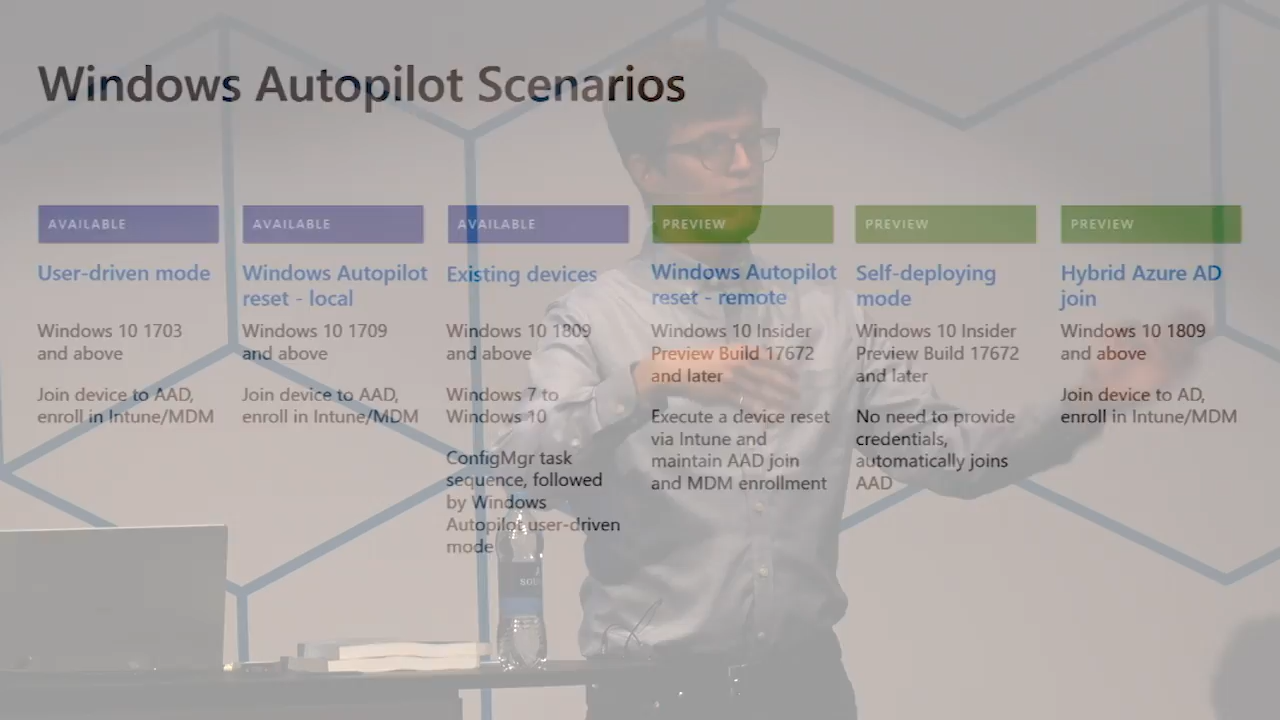 Windows Autopilot Scenarios
AVAILABLE
User-driven mode
Windows 10 1703
and above
Join device to AAD,
enroll in Intune/MDM
AVAILABLE
Windows Autopilot
reset - local
Windows 10 1709
and above
Join device to AAD,
enroll in Intune/MDM
AVAILABLE
Existing devices
Windows 10 1809
and above
Windows 7 to
Windows 10
ConfigMgr task
sequence, followed
by Windows
Autopilot user-driven
mode
PREVIEW
Windows Autopilot
reset - remote
Windows 10 Insider
Preview Build 17672
and later
Execute a device reset
via Intune and
maintain AAD join
and MDM enrollment
PREVIEW
Self-deploying
mode
Windows 10 Insider
Preview Build 17672
and later
No need to provide
credentials,
automatically joins
AAD
PREVIEW
Hybrid Azure AD
join
Windows 10 1809
and above
Join device to AD,
enroll in Intune/MDM